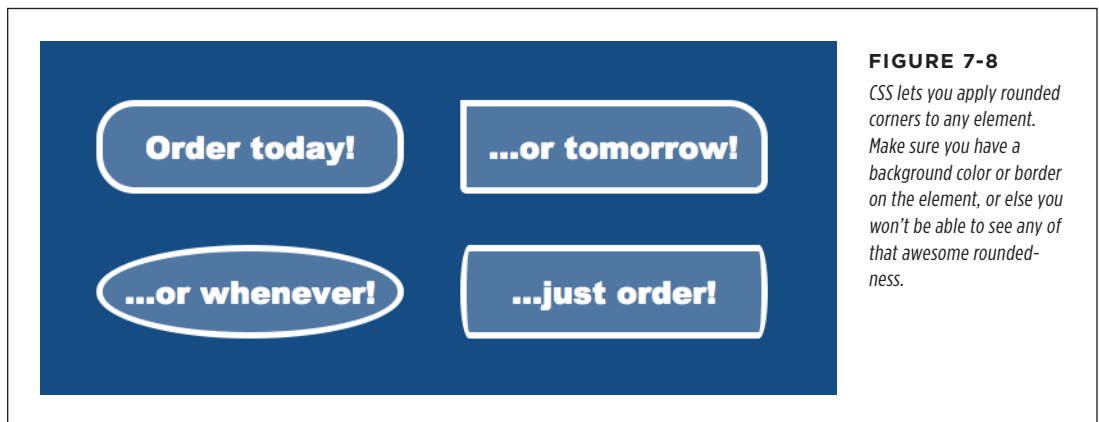 Order today!
...or tomorrow!
...or whenever!
...just order!
FIGURE 7-8
CSS lets you apply rounded
corners to any element.
Make sure you have a
background color or border
on the element, or else you
won’t be able to see any of
that awesome rounded-
ness.